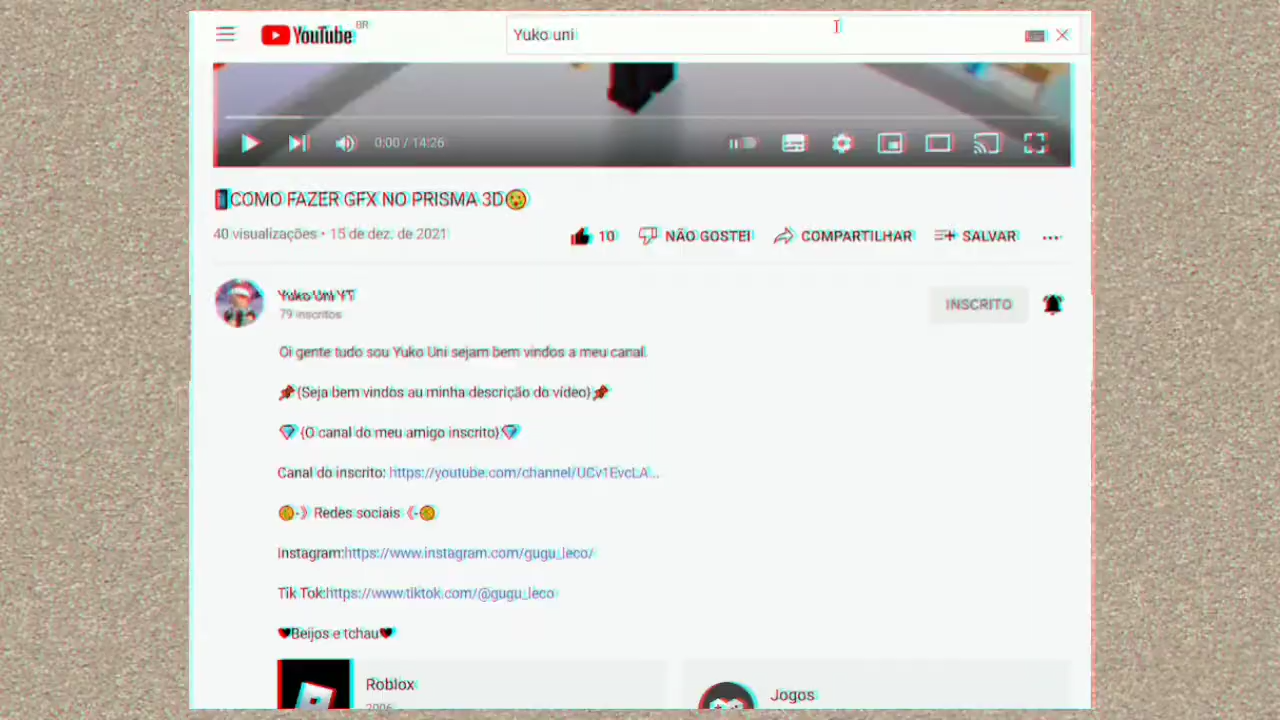 YouTube BR
Yuko uni
0:00 / 14:26
COMO FAZER GFX NO PRISMA 3D
40 visualizações • 15 de dez. de 2021
10 NÃO GOSTEI COMPARTILHAR SALVAR
Yuko Uni YT
79 inscritos
INSCRITO
Oi gente tudo sou Yuko Uni sejam bem vindos a meu canal.
📌(Seja bem vindos au minha descrição do vídeo)📌
💎{O canal do meu amigo inscrito}💎
Canal do inscrito: https://youtube.com/channel/UCv1EvcLA...
🪙-》Redes sociais《-🪙
Instagram:https://www.instagram.com/gugu_leco/
Tik Tok:https://www.tiktok.com/@gugu_leco
♥Beijos e tchau♥
Roblox
2006
Jogos